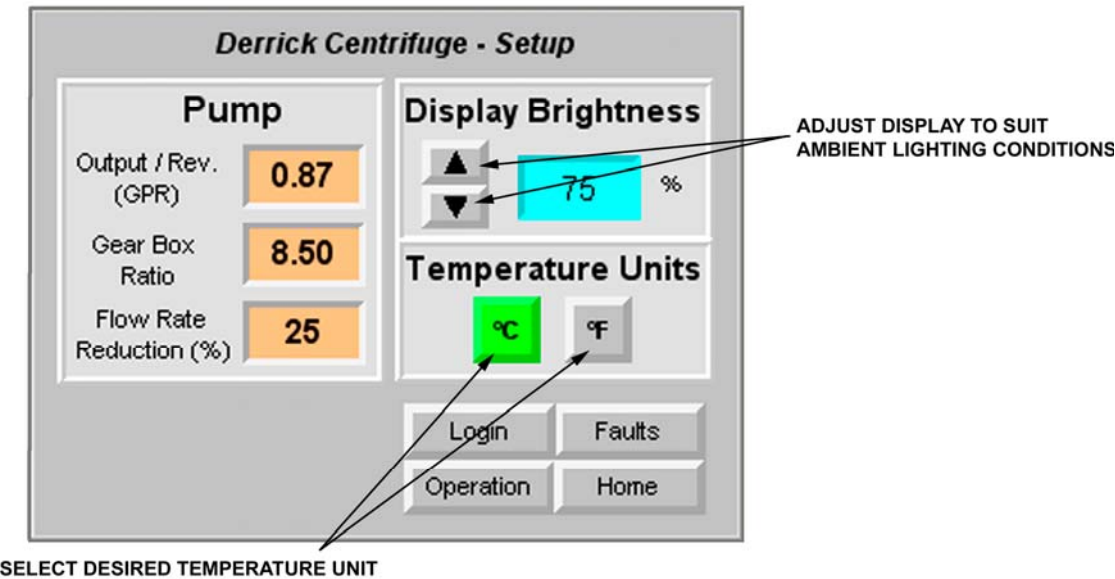 Derrick Centrifuge - Setup
Pump
Output / Rev.
(GPR)
0.87
Gear Box
Ratio
8.50
Flow Rate
Reduction (%)
25
Display Brightness
▲
▼
75
%
Temperature Units
°C
°F
Login
Faults
Operation
Home
ADJUST DISPLAY TO SUIT
AMBIENT LIGHTING CONDITIONS
SELECT DESIRED TEMPERATURE UNIT